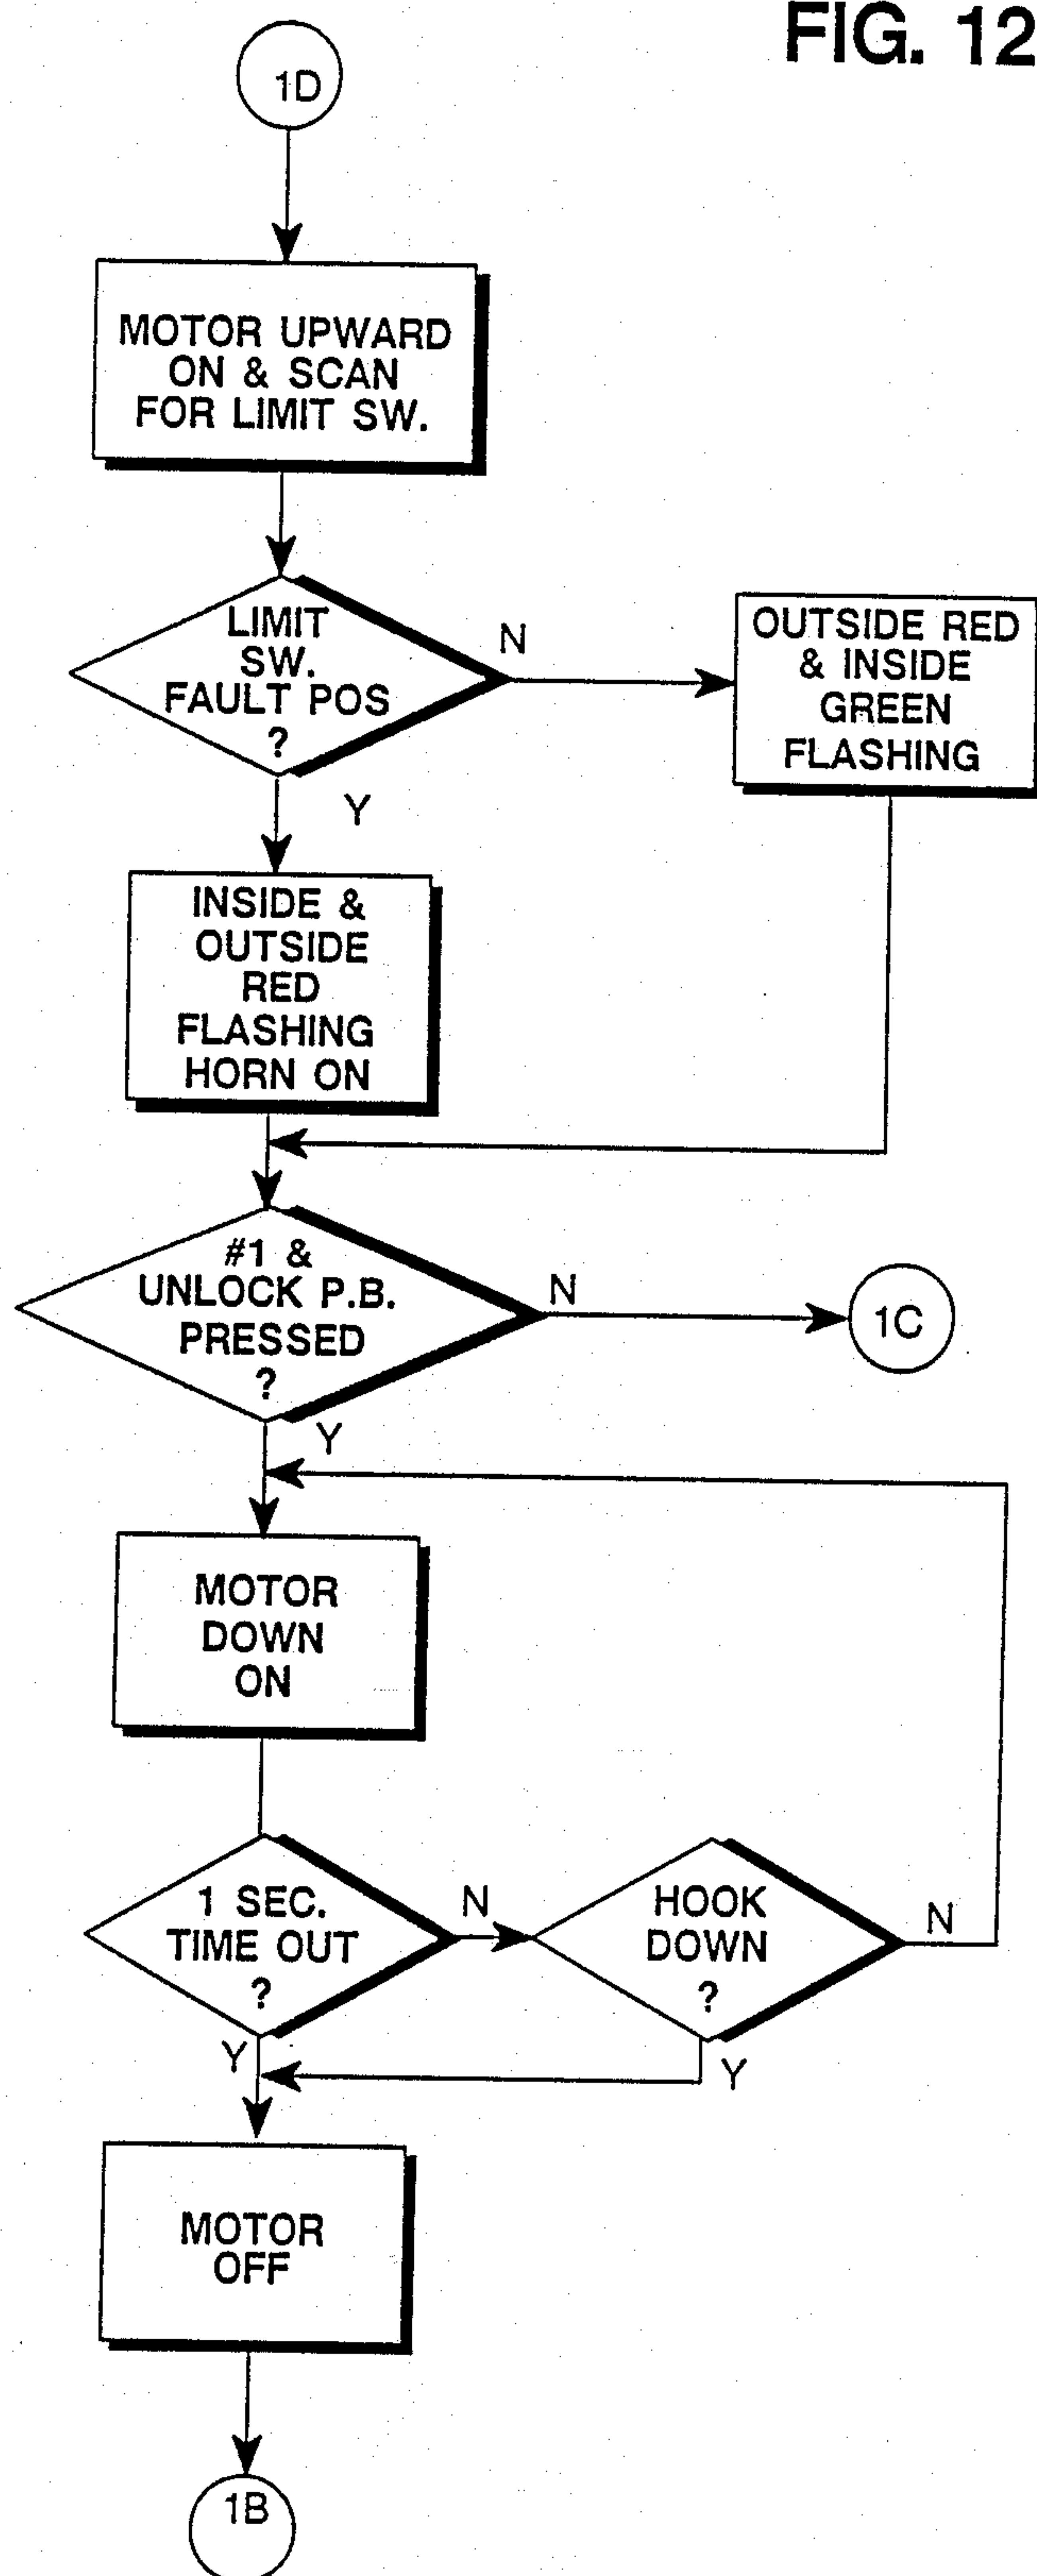 FIG. 12
1D
MOTOR UPWARD
ON & SCAN
FOR LIMIT SW.
LIMIT
SW.
FAULT POS
?
N
OUTSIDE RED
& INSIDE
GREEN
FLASHING
Y
INSIDE &
OUTSIDE
RED
FLASHING
HORN ON
#1 &
UNLOCK P.B.
PRESSED
?
N
1C
Y
MOTOR
DOWN
ON
1 SEC.
TIME OUT
?
N
HOOK
DOWN
?
N
Y
Y
MOTOR
OFF
1B